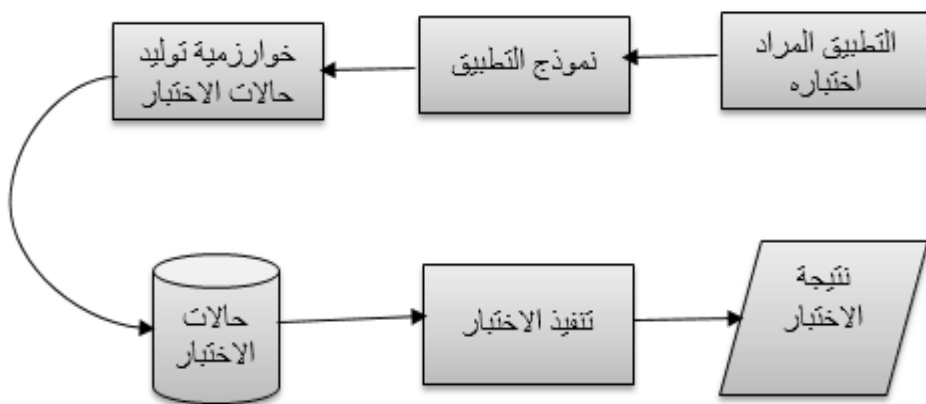 التطبيق المراد
اختباره
نموذج التطبيق
خوارزمية توليد
حالات الاختبار
حالات
الاختبار
تنفيذ الاختبار
نتيجة
الاختبار